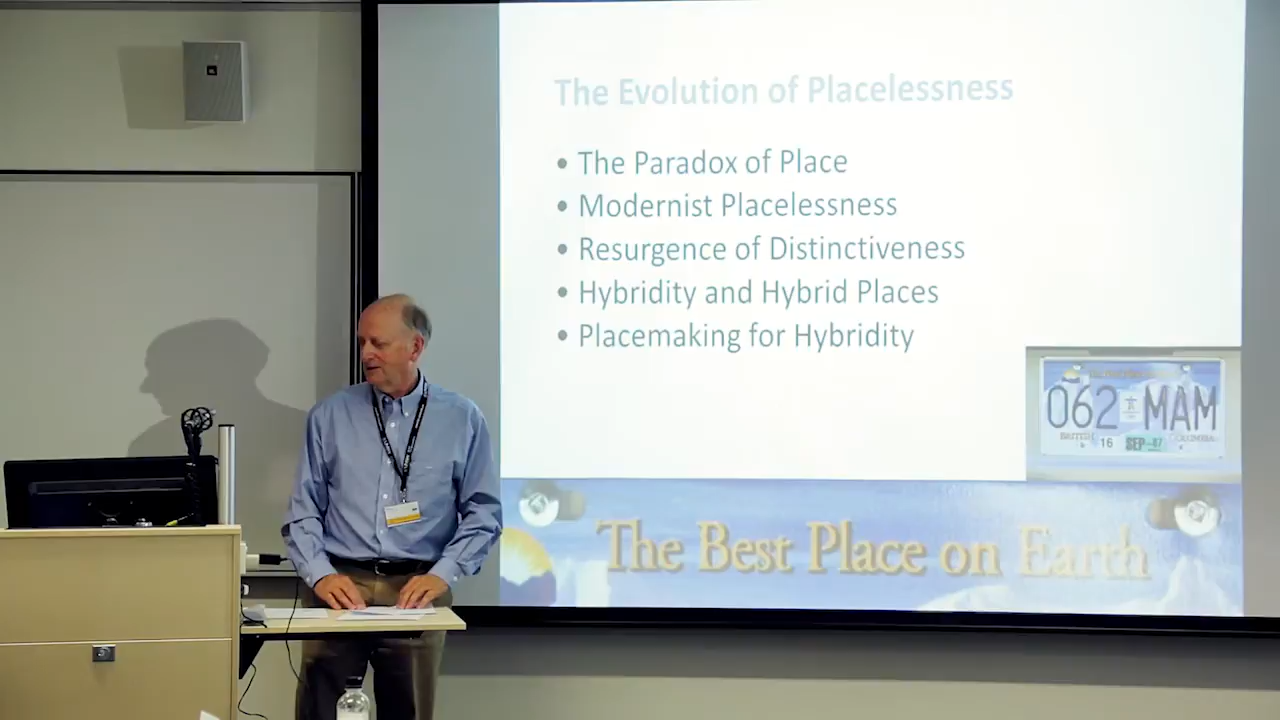 The Evolution of Placelessness
• The Paradox of Place
• Modernist Placelessness
• Resurgence of Distinctiveness
• Hybridity and Hybrid Places
• Placemaking for Hybridity
062 MAM
BRITISH COLUMBIA
16 SEP-07
The Best Place on Earth
JBL